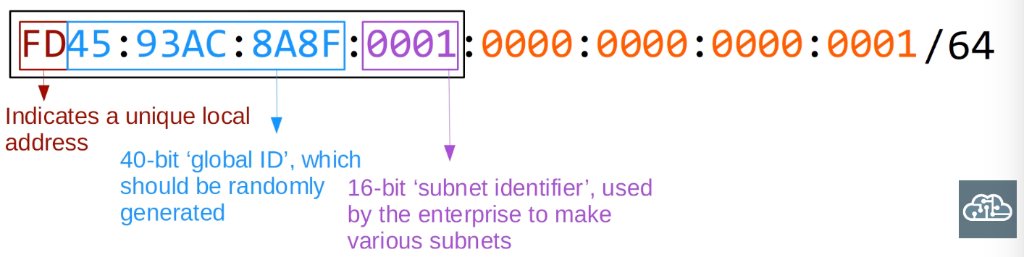 FD45:93AC:8A8F:0001:0000:0000:0000:0001/64
Indicates a unique local
address
40-bit ‘global ID’, which
should be randomly
generated
16-bit ‘subnet identifier’, used
by the enterprise to make
various subnets